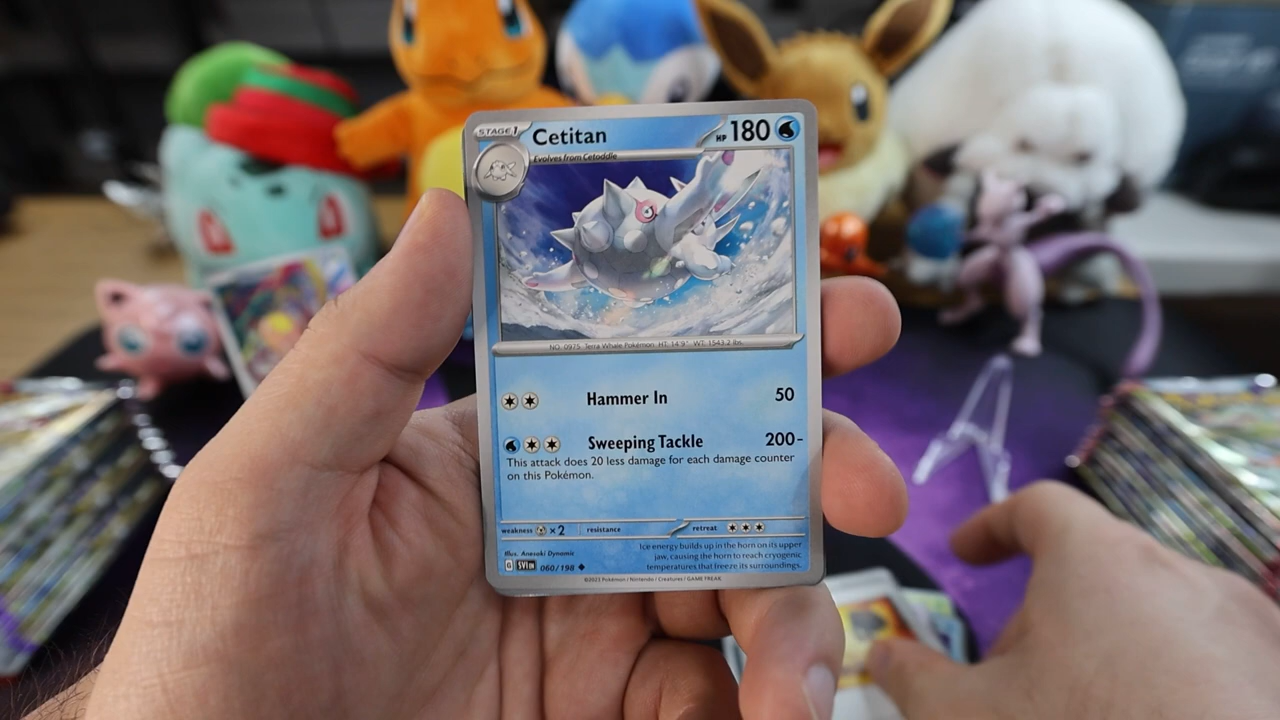 STAGE 1 Cetitan HP 180
Evolves from Cetoddle
NO. 0975 Terra Whale Pokémon HT: 14'9" WT: 1543.2 lbs.
Hammer In 50
Sweeping Tackle 200-
This attack does 20 less damage for each damage counter
on this Pokémon.
weakness ×2 resistance retreat
Illus. Anesaki Dynamic
G SVI EN 060/198
Ice energy builds up in the horn on its upper
jaw, causing the horn to reach cryogenic
temperatures that freeze its surroundings.
©2023 Pokémon / Nintendo / Creatures / GAME FREAK